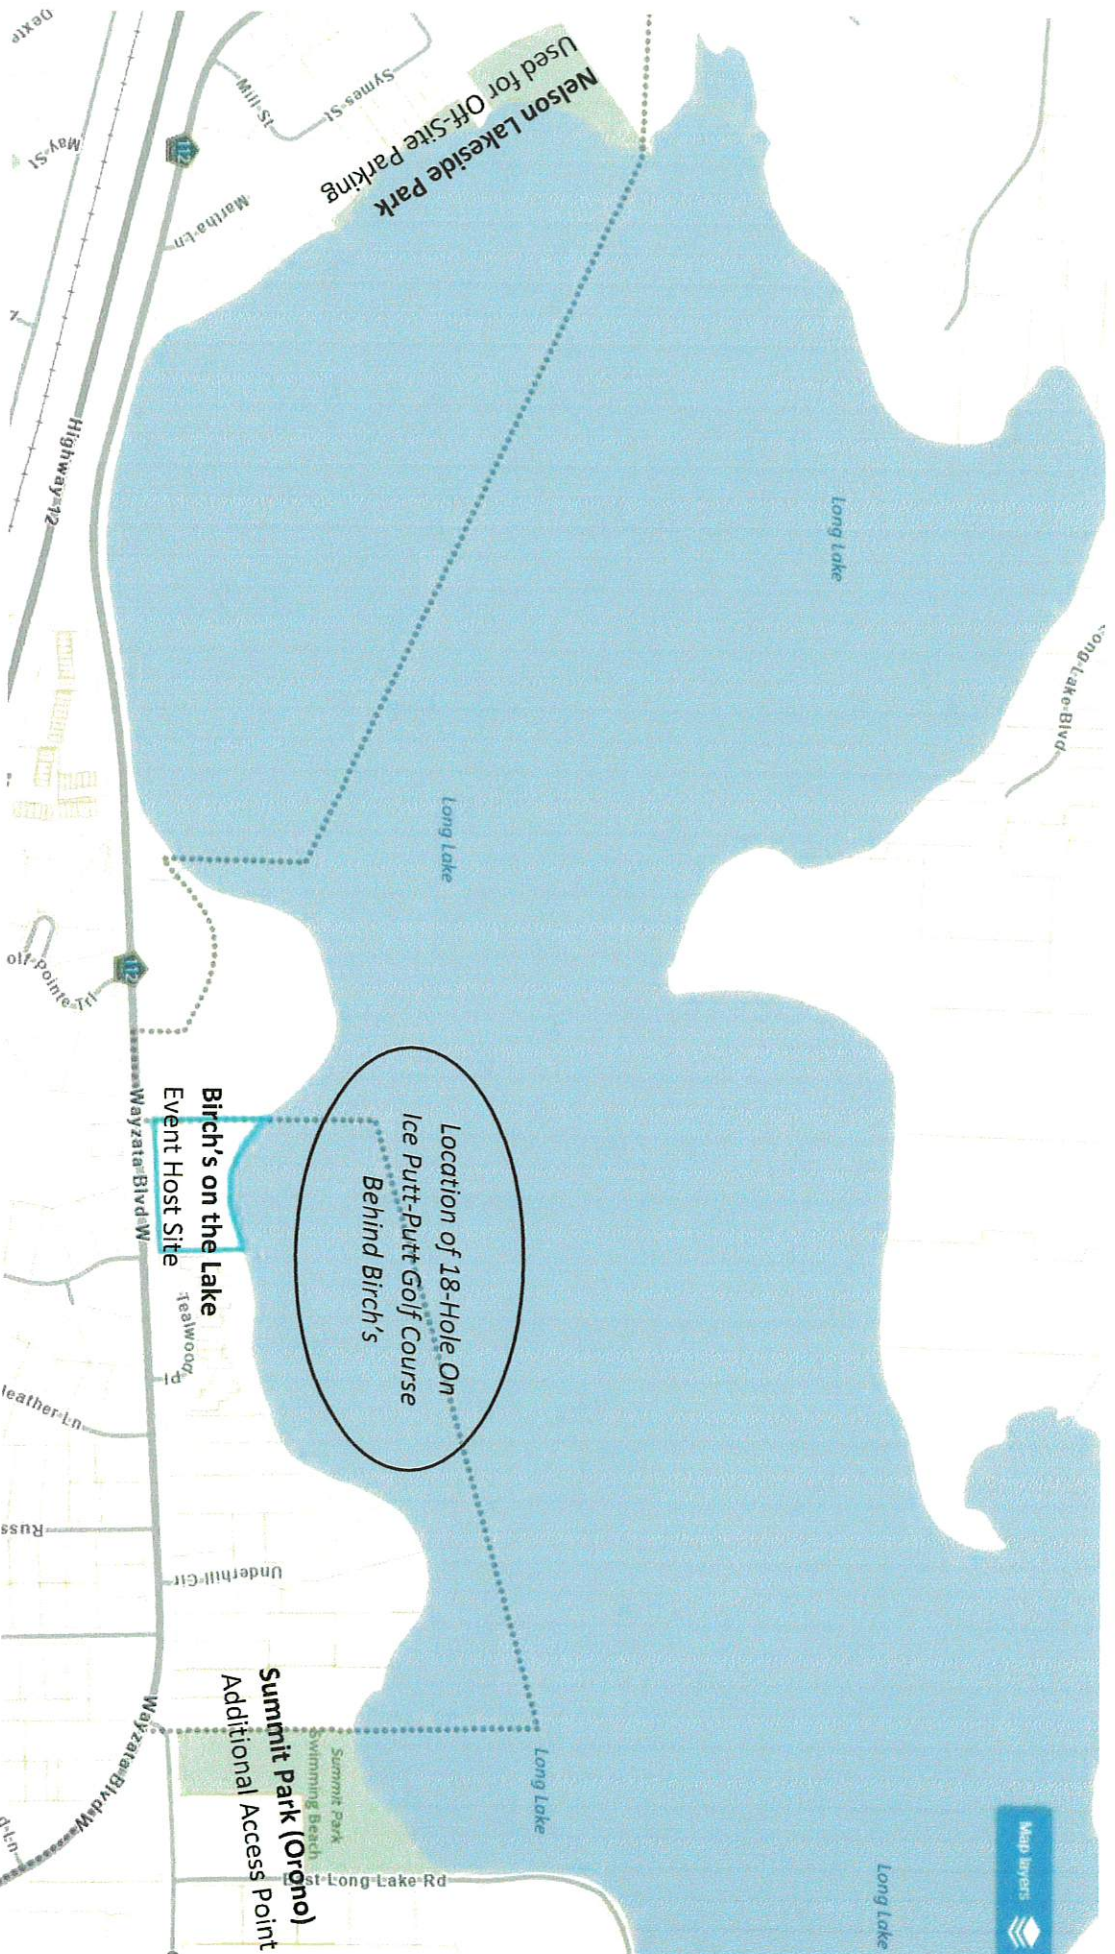 Map layers
Long Lake
Long Lake
Long Lake
Long Lake
Nelson Lakeside Park
Used for Off-Site Parking
Symes St
Mill St
112
Martha Ln
May St
Highway 12
112
Location of 18-Hole On
Ice Putt-Putt Golf Course
Behind Birch's
Birch's on the Lake
Event Host Site
Wayzata Blvd W
Tealwood Pl
Underhill Cir
Summit Park
Swimming Beach
Summit Park (Orono)
Additional Access Point
East Long Lake Rd
Wayzata Blvd W